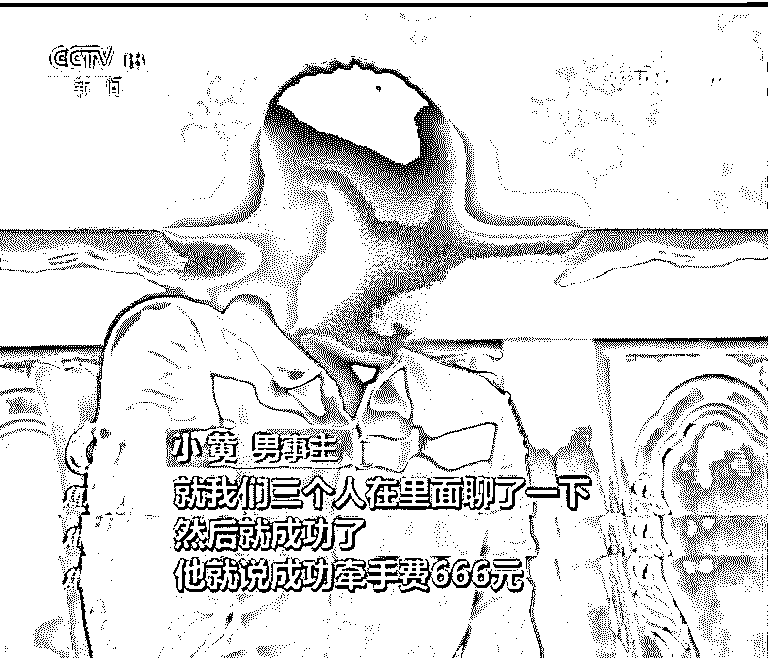 CCTV 13
新闻
小黄 男事主
就我们三个人在里面聊了一下
然后就成功了
他就说成功牵手费666元